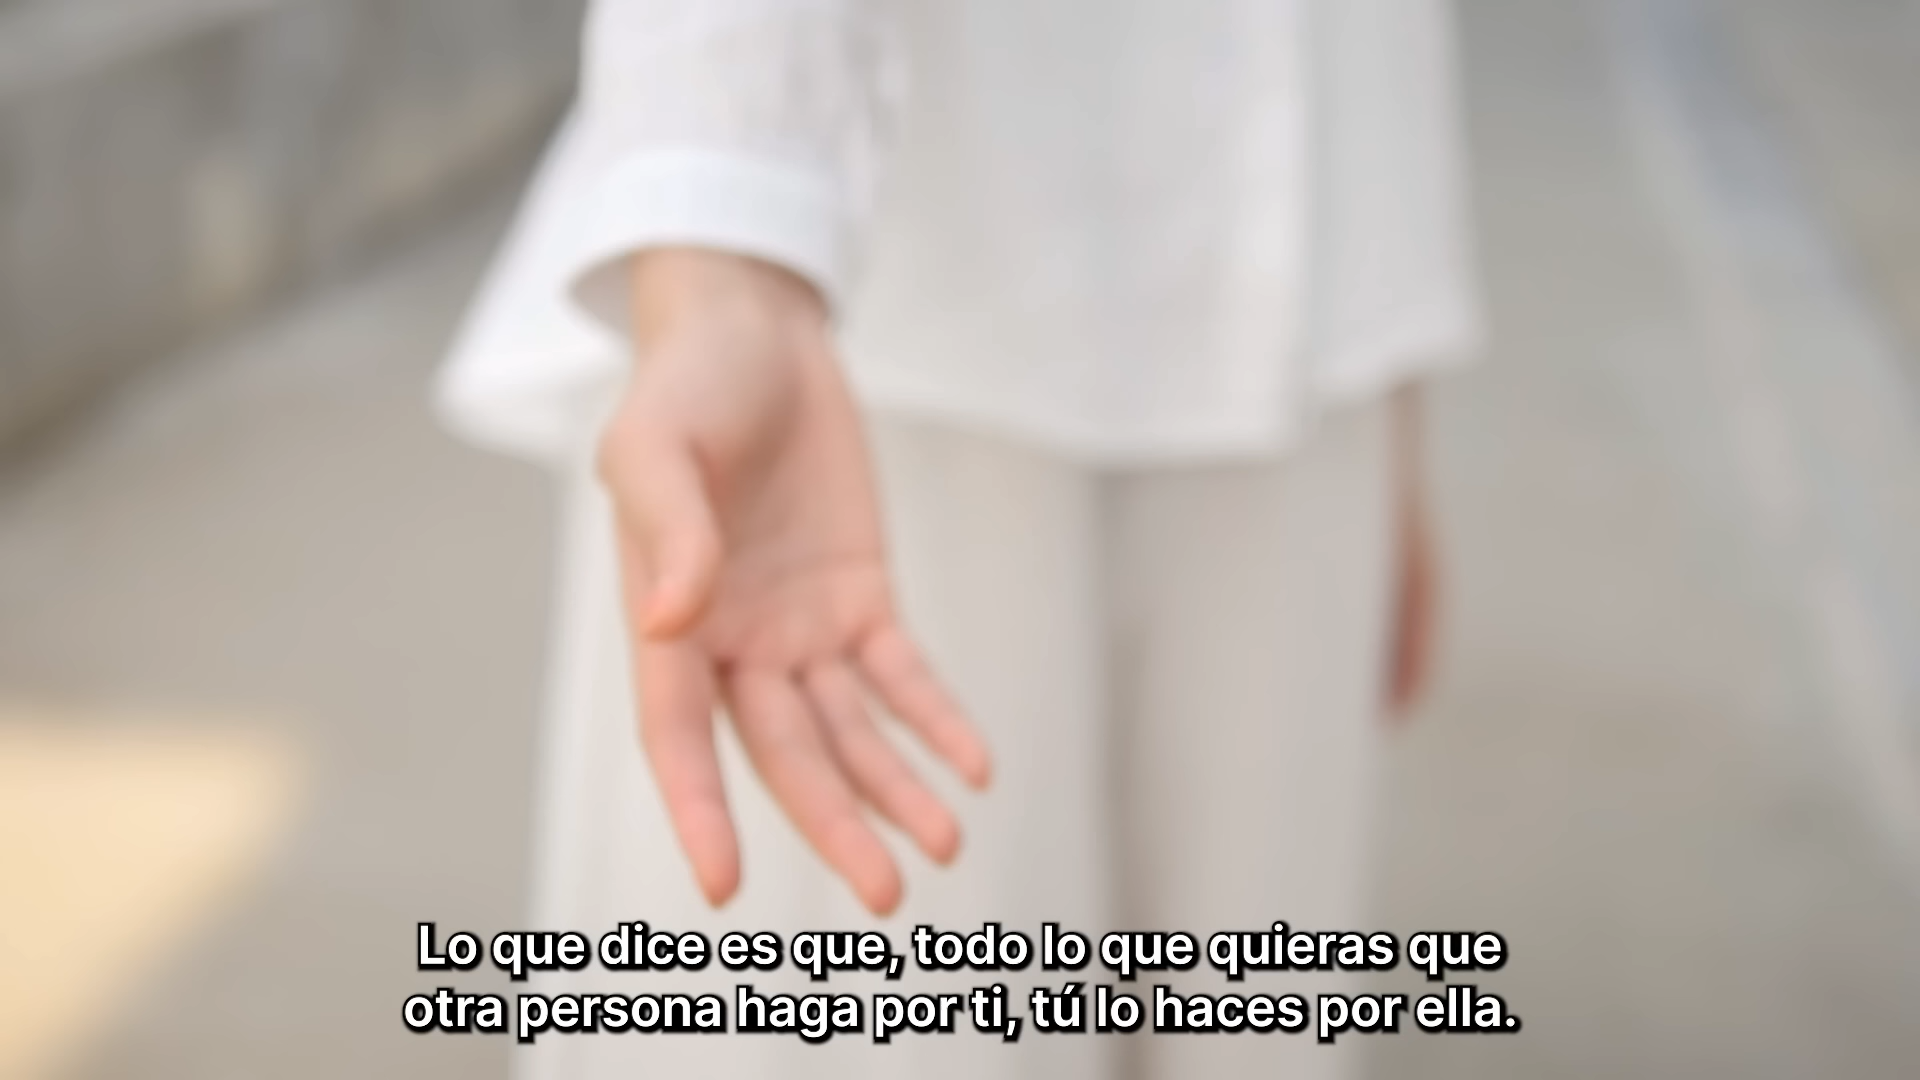 Lo que dice es que, todo lo que quieras que
otra persona haga por ti, tú lo haces por ella.